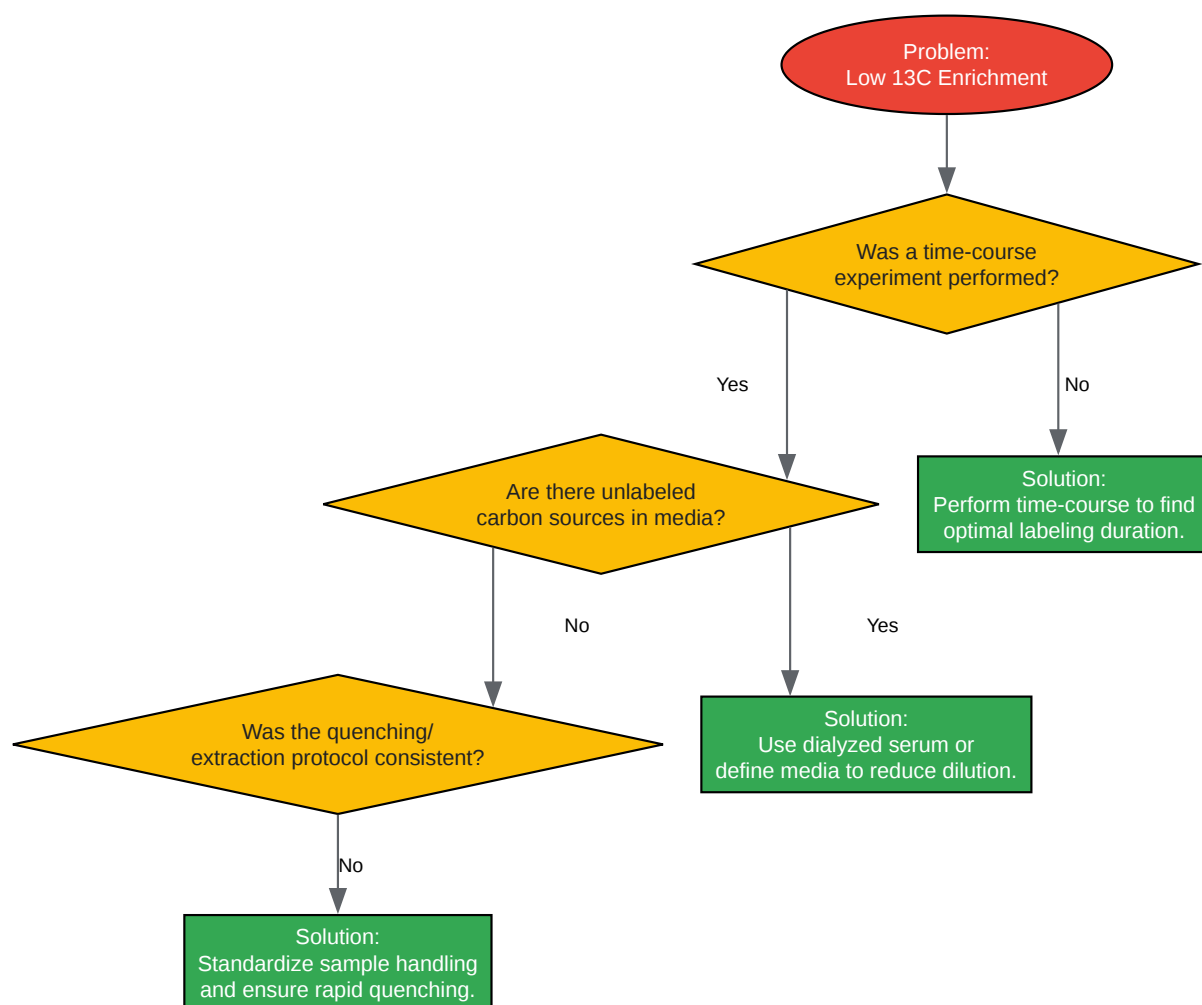 Problem:
Low 13C Enrichment
Was a time-course
experiment performed?
Yes
No
Are there unlabeled
carbon sources in media?
Solution:
Perform time-course to find
optimal labeling duration.
No
Yes
Was the quenching/
extraction protocol consistent?
Solution:
Use dialyzed serum or
define media to reduce dilution.
No
Solution:
Standardize sample handling
and ensure rapid quenching.